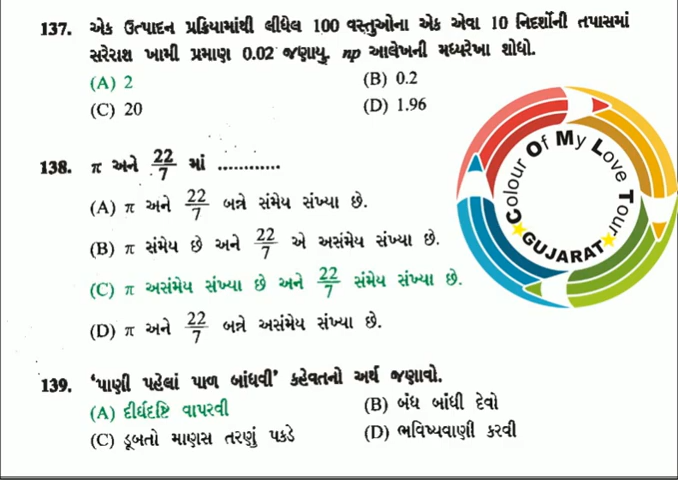 137. એક ઉત્પાદન પ્રક્રિયામાંથી લીધેલ 100 વસ્તુઓના એક એવા 10 નિદર્શોની તપાસમાં
સરેરાશ ખામી પ્રમાણ 0.02 જણાયુ. np આલેખની મધ્યરેખા શોધો.
(A) 2 (B) 0.2
(C) 20 (D) 1.96
138. π અને 22/7 માં ............
(A) π અને 22/7 બન્ને સંમેય સંખ્યા છે.
(B) π સંમેય છે અને 22/7 એ અસંમેય સંખ્યા છે.
(C) π અસંમેય સંખ્યા છે અને 22/7 સંમેય સંખ્યા છે.
(D) π અને 22/7 બન્ને અસંમેય સંખ્યા છે.
139. ‘પાણી પહેલાં પાળ બાંધવી’ કહેવતનો અર્થ જણાવો.
(A) દીર્ઘદષ્ટિ વાપરવી (B) બંધ બાંધી દેવો
(C) ડૂબતો માણસ તરણું પકડે (D) ભવિષ્યવાણી કરવી
Colour Of My Love Tour
GUJARAT